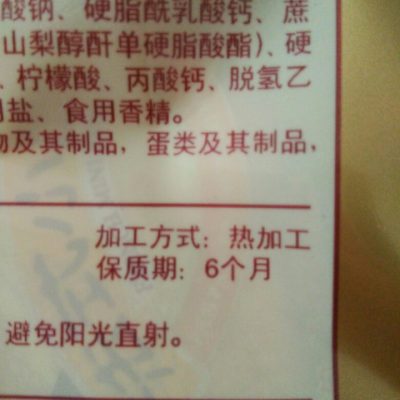 酸钠、硬脂酰乳酸钙、蔗
山梨醇酐单硬脂酸酯)、硬
、柠檬酸、丙酸钙、脱氢乙
用盐、食用香精。
物及其制品，蛋类及其制品，
加工方式：热加工
保质期：6个月
避免阳光直射。